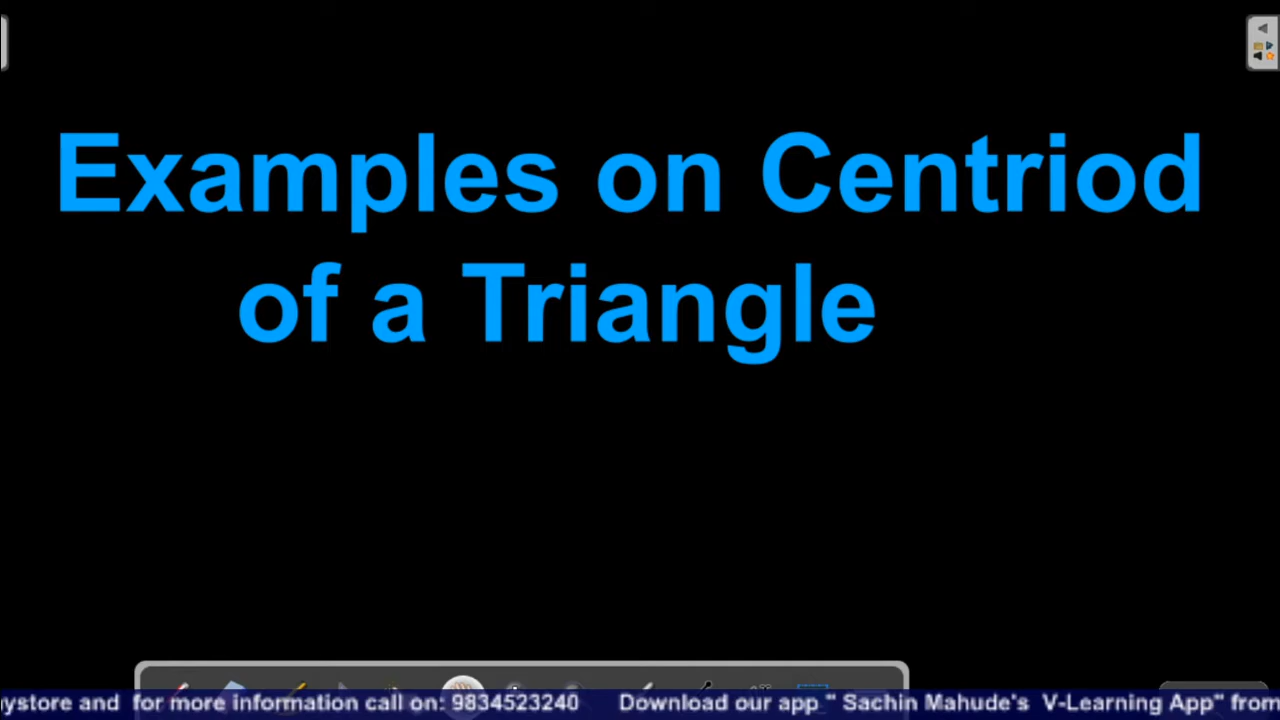 Examples on Centriod
of a Triangle
ystore and for more information call on: 9834523240 Download our app " Sachin Mahude's V-Learning App" from